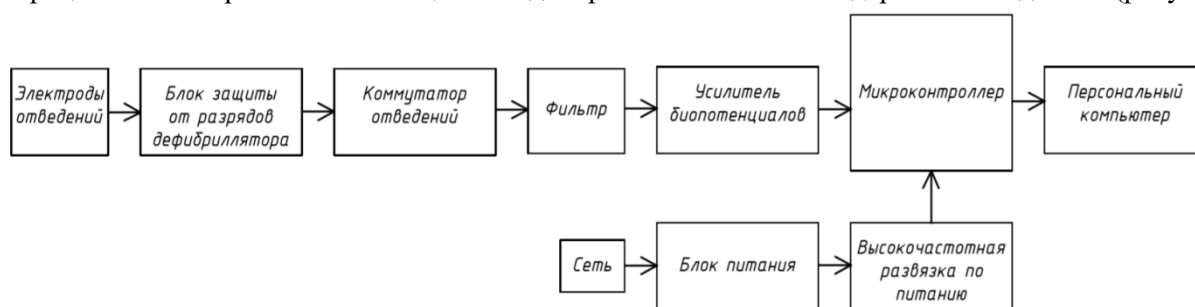 Электроды
отведений
Блок защиты
от разрядов
дефибриллятора
Коммутатор
отведений
Фильтр
Усилитель
биопотенциалов
Микроконтроллер
Персональный
компьютер
Сеть
Блок питания
Высокочастотная
развязка по
питанию